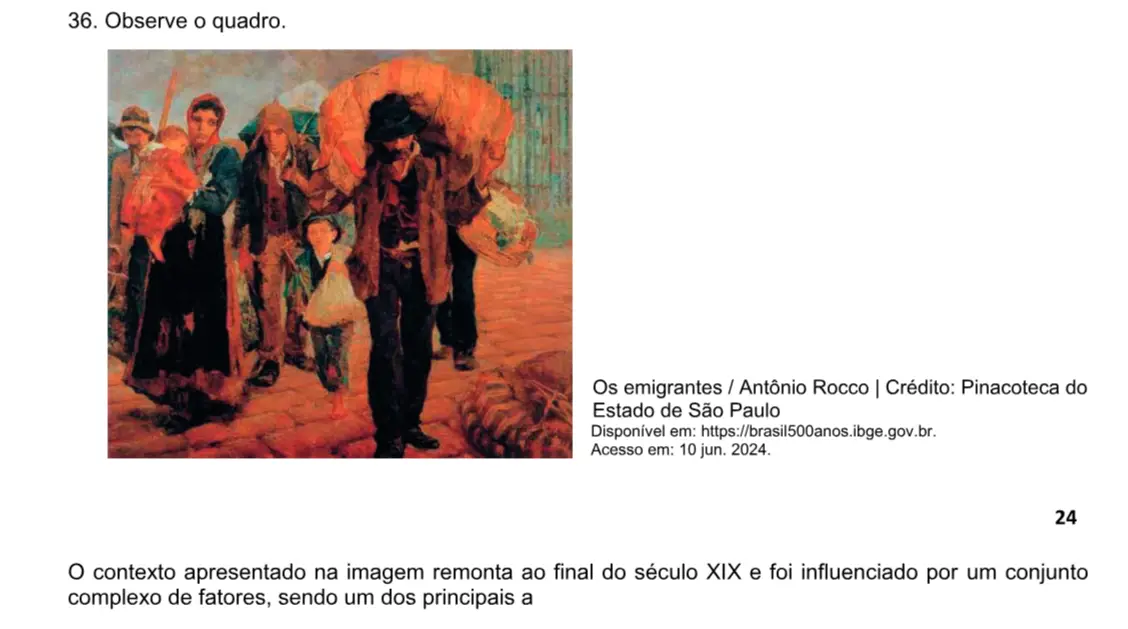 36. Observe o quadro.
Os emigrantes / Antônio Rocco | Crédito: Pinacoteca do
Estado de São Paulo
Disponível em: https://brasil500anos.ibge.gov.br.
Acesso em: 10 jun. 2024.
24
O contexto apresentado na imagem remonta ao final do século XIX e foi influenciado por um conjunto
complexo de fatores, sendo um dos principais a